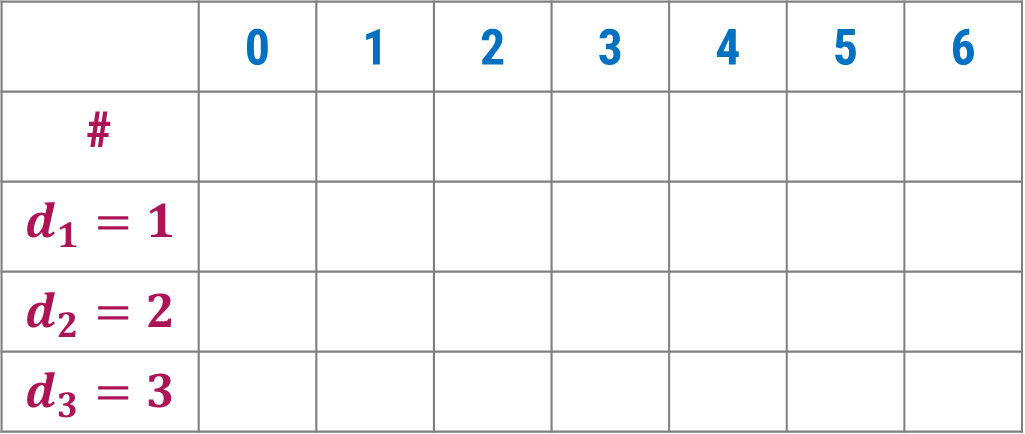 0 1 2 3 4 5 6
#
d₁ = 1
d₂ = 2
d₃ = 3